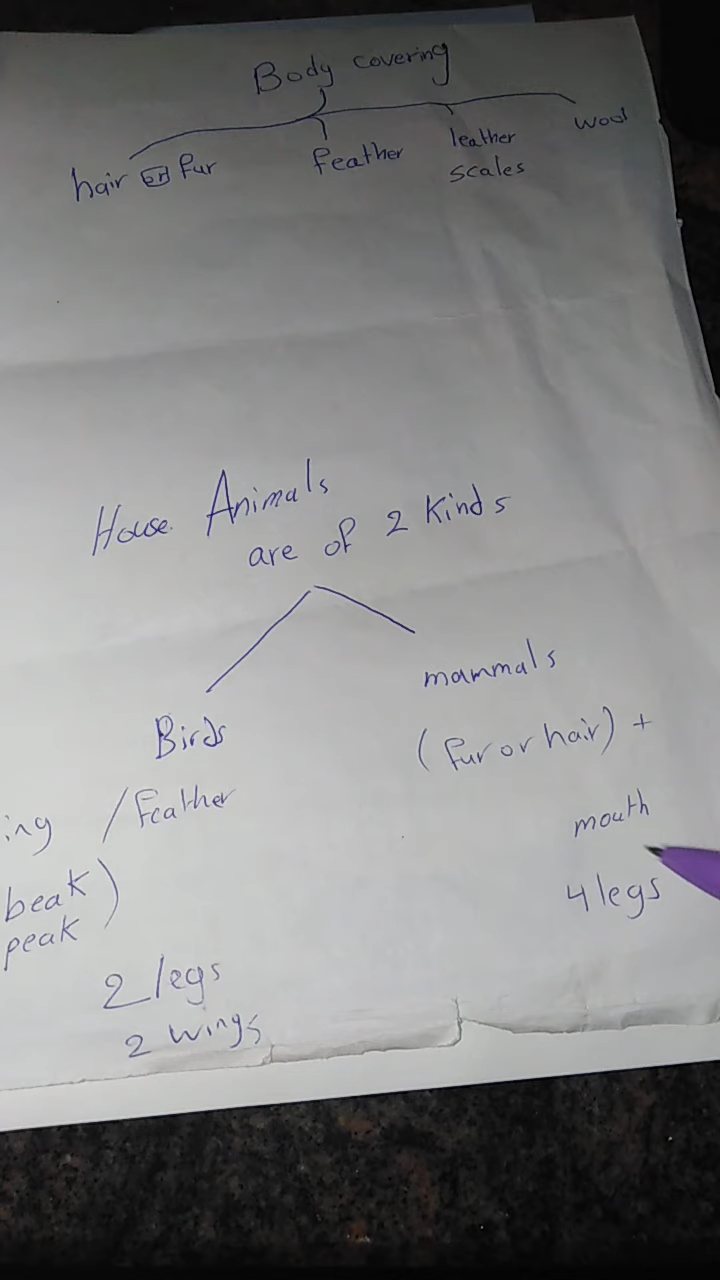 Body covering
hair or fur
feather
leather
scales
wool
House Animals
are of 2 kinds
Birds
mammals
/feather
(fur or hair) +
ing
mouth
beak)
peak
4 legs
2 legs
2 wings